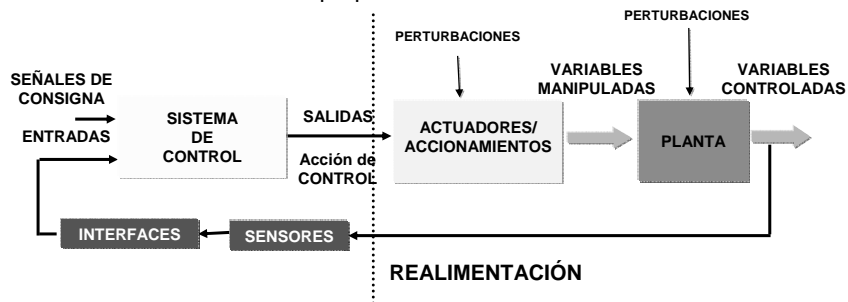 PERTURBACIONES
PERTURBACIONES
SEÑALES DE
CONSIGNA
ENTRADAS
SISTEMA
DE
CONTROL
SALIDAS
Acción de
CONTROL
ACTUADORES/
ACCIONAMIENTOS
VARIABLES
MANIPULADAS
PLANTA
VARIABLES
CONTROLADAS
INTERFACES
SENSORES
REALIMENTACIÓN